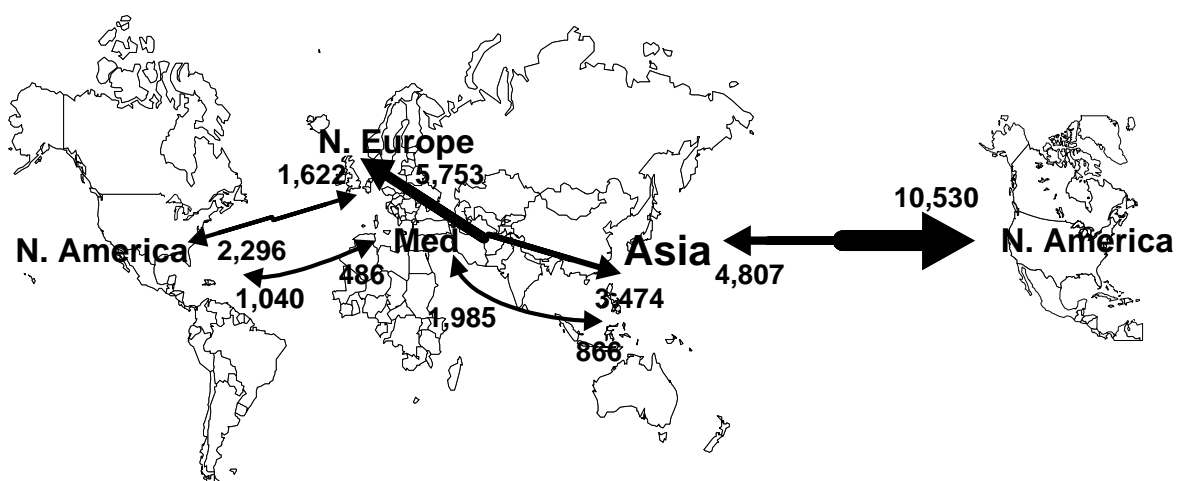 N. Europe
1,622
5,753
10,530
N. America
2,296
Med
Asia
N. America
486
4,807
1,040
1,985
3,474
866